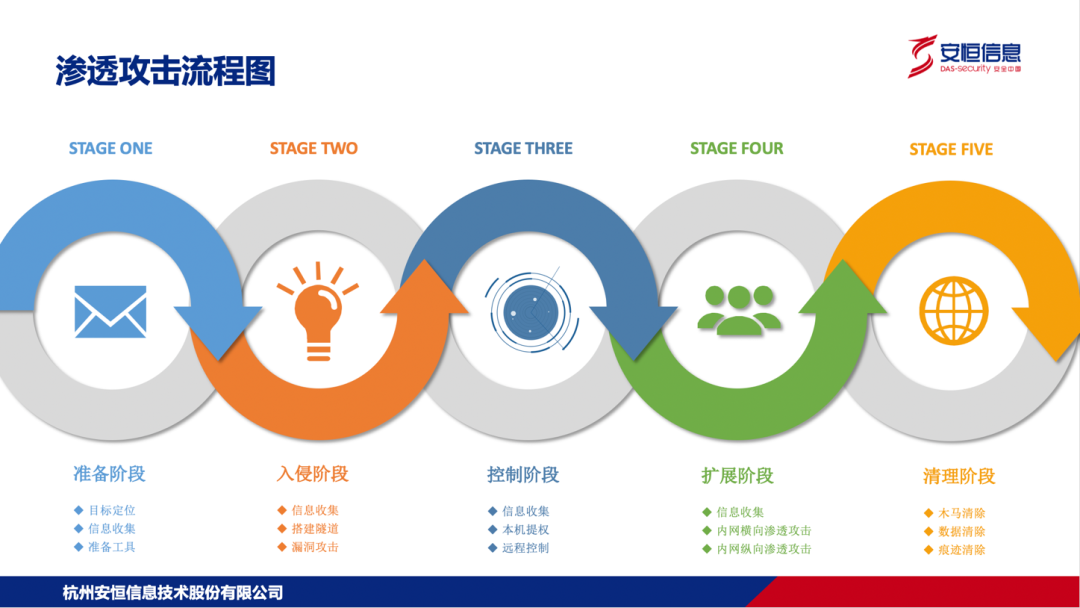 渗透攻击流程图
安恒信息
DAS-security 安全中国
STAGE ONE
STAGE TWO
STAGE THREE
STAGE FOUR
STAGE FIVE
准备阶段
◆ 目标定位
◆ 信息收集
◆ 准备工具
入侵阶段
◆ 信息收集
◆ 搭建隧道
◆ 漏洞攻击
控制阶段
◆ 信息收集
◆ 本机提权
◆ 远程控制
扩展阶段
◆ 信息收集
◆ 内网横向渗透攻击
◆ 内网纵向渗透攻击
清理阶段
◆ 木马清除
◆ 数据清除
◆ 痕迹清除
杭州安恒信息技术股份有限公司